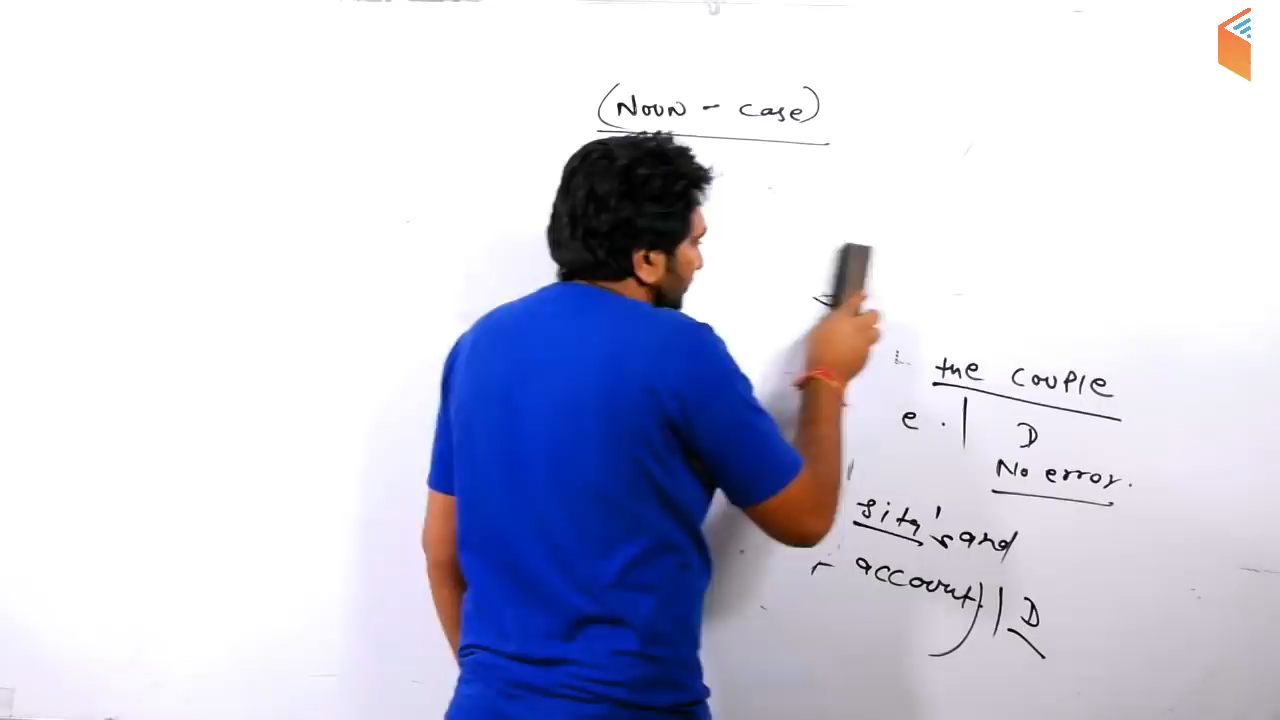 (Noun - case)
the couple
e. | D
No error.
Sita's and
account) | D